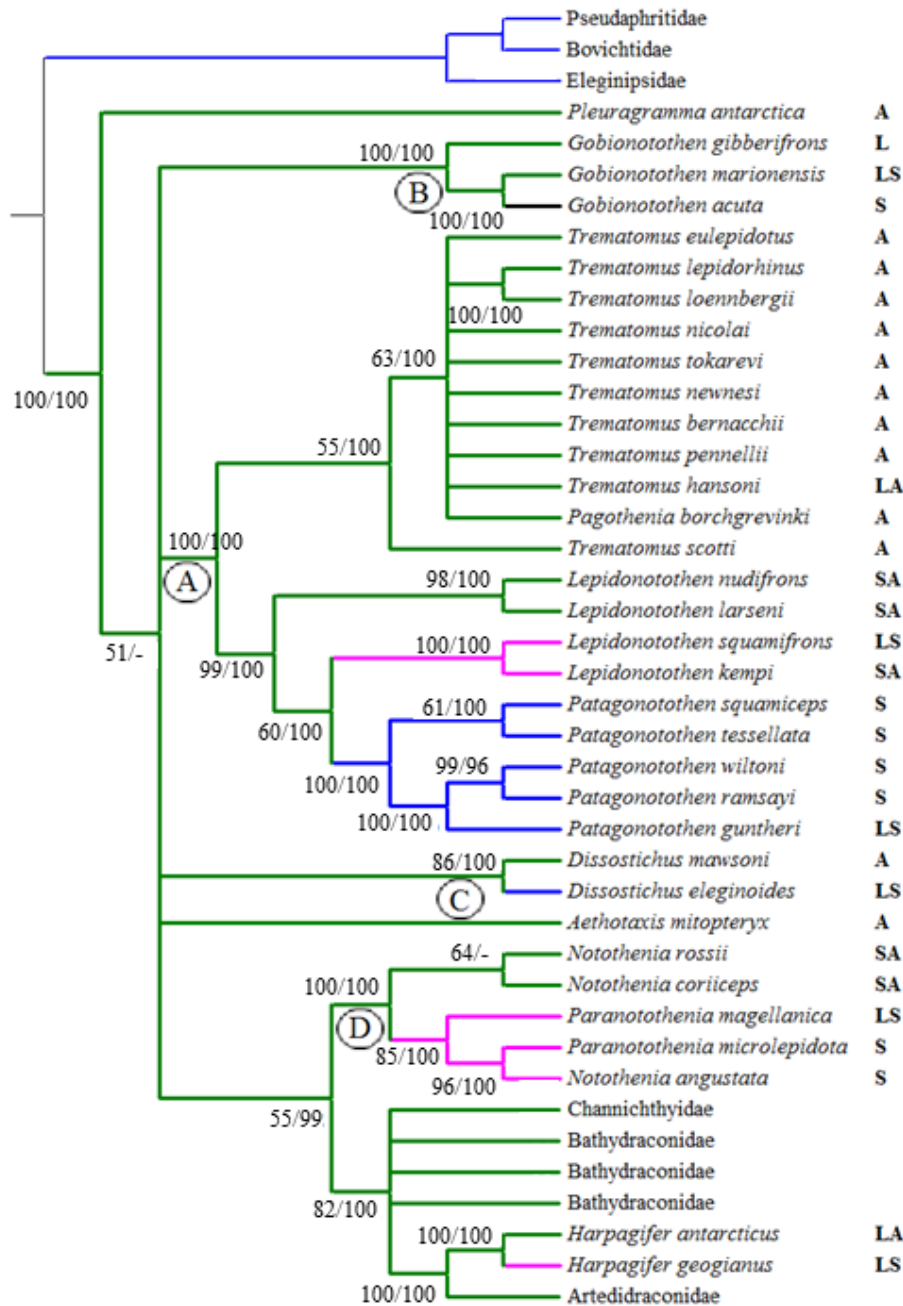 Pseudaphritidae
Bovichtidae
Eleginipsidae
Pleuragramma antarctica A
Gobionotothen gibberifrons L
100/100
Gobionotothen marionensis LS
B
Gobionotothen acuta S
100/100
Trematomus eulepidotus A
Trematomus lepidorhinus A
Trematomus loennbergii A
100/100
Trematomus nicolai A
63/100
Trematomus tokarevi A
100/100
Trematomus newnesi A
Trematomus bernacchii A
55/100
Trematomus pennellii A
Trematomus hansoni LA
Pagothenia borchgrevinki A
100/100
Trematomus scotti A
A
98/100
Lepidonotothen nudifrons SA
Lepidonotothen larseni SA
100/100
Lepidonotothen squamifrons LS
51/-
99/100
Lepidonotothen kempi SA
61/100
Patagonotothen squamiceps S
60/100
Patagonotothen tessellata S
100/100
99/96
Patagonotothen wiltoni S
Patagonotothen ramsayi S
100/100
Patagonotothen guntheri LS
86/100
Dissostichus mawsoni A
C
Dissostichus eleginoides LS
Aethotaxis mitopteryx A
64/-
Notothenia rossii SA
100/100
Notothenia coriiceps SA
D
Paranotothenia magellanica LS
85/100
Paranotothenia microlepidota S
96/100
Notothenia angustata S
55/99
Channichthyidae
Bathydraconidae
Bathydraconidae
82/100
Bathydraconidae
100/100
Harpagifer antarcticus LA
Harpagifer geogianus LS
100/100
Artedidraconidae